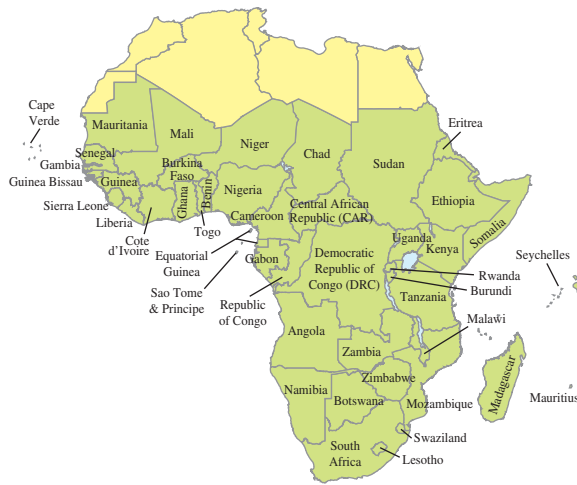 Cape
Verde
Mauritania
Mali
Niger
Chad
Sudan
Eritrea
Senegal
Gambia
Guinea Bissau
Guinea
Burkina
Faso
Sierra Leone
Liberia
Cote
d'Ivoire
Ghana
Togo
Benin
Nigeria
Cameroon
Central African
Republic (CAR)
Ethiopia
Somalia
Equatorial
Guinea
Gabon
Sao Tome
& Principe
Republic
of Congo
Democratic
Republic of
Congo (DRC)
Uganda
Kenya
Rwanda
Burundi
Tanzania
Seychelles
Malaŵi
Angola
Zambia
Zimbabwe
Namibia
Botswana
Mozambique
Madagascar
Mauritius
Swaziland
South
Africa
Lesotho